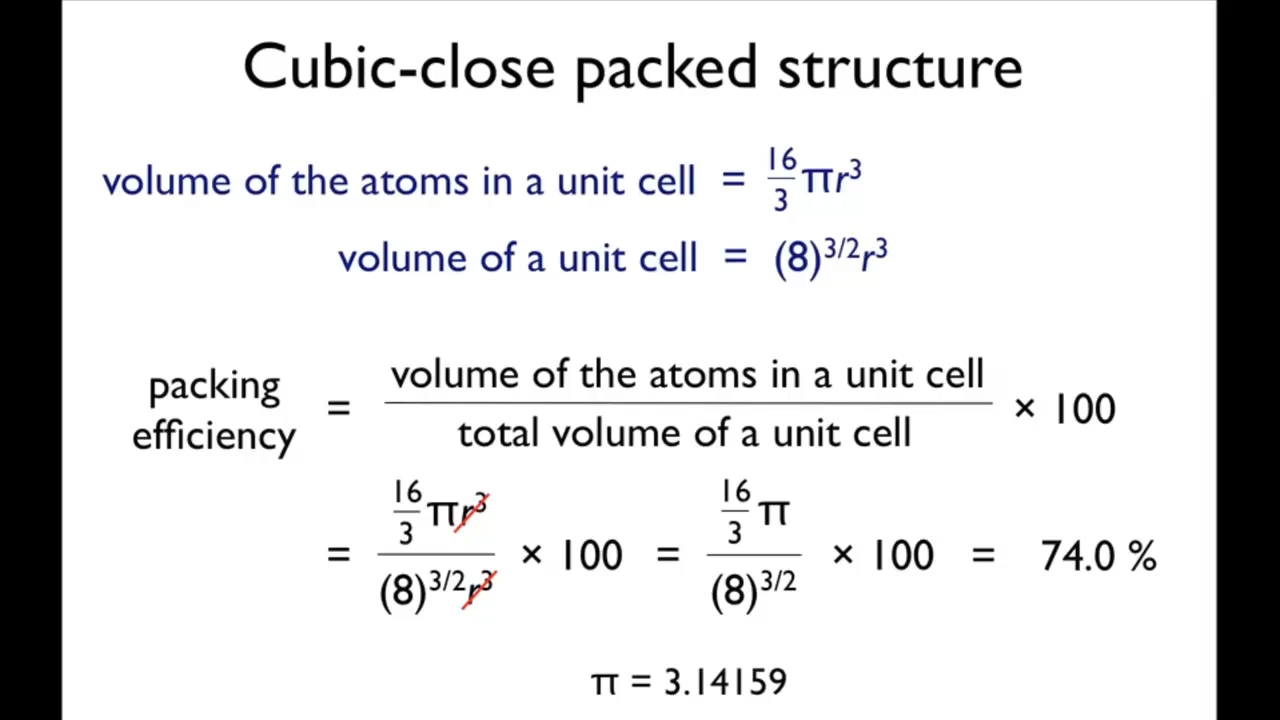 Cubic-close packed structure
volume of the atoms in a unit cell = 16/3 πr³
volume of a unit cell = (8)^3/2 r³
packing efficiency = volume of the atoms in a unit cell / total volume of a unit cell × 100
= 16/3 πr³ / (8)^3/2 r³ × 100 = 16/3 π / (8)^3/2 × 100 = 74.0 %
π = 3.14159